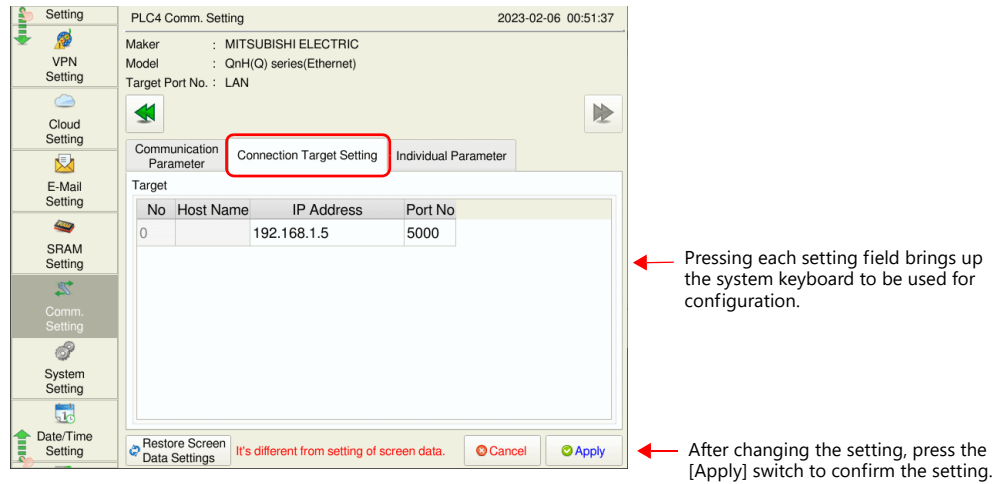 Setting
PLC4 Comm. Setting
2023-02-06 00:51:37
VPN
Setting
Cloud
Setting
E-Mail
Setting
SRAM
Setting
Comm.
Setting
System
Setting
Date/Time
Setting
Maker : MITSUBISHI ELECTRIC
Model : QnH(Q) series(Ethernet)
Target Port No. : LAN
Communication
Parameter
Connection Target Setting
Individual Parameter
Target
No Host Name IP Address Port No
0 192.168.1.5 5000
Restore Screen
Data Settings
It's different from setting of screen data.
Cancel
Apply
Pressing each setting field brings up
the system keyboard to be used for
configuration.
After changing the setting, press the
[Apply] switch to confirm the setting.